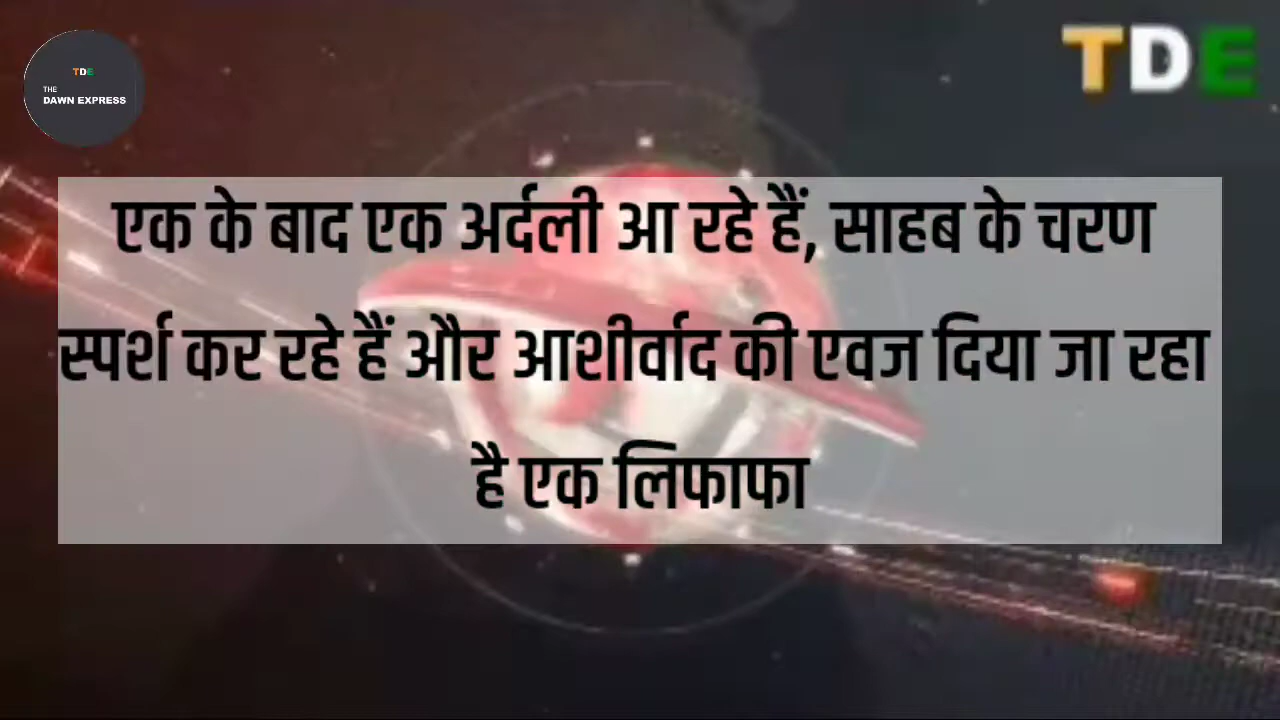 TDE
THE
DAWN EXPRESS
TDE
एक के बाद एक अर्दली आ रहे हैं, साहब के चरण
स्पर्श कर रहे हैं और आशीर्वाद की एवज दिया जा रहा
है एक लिफाफा